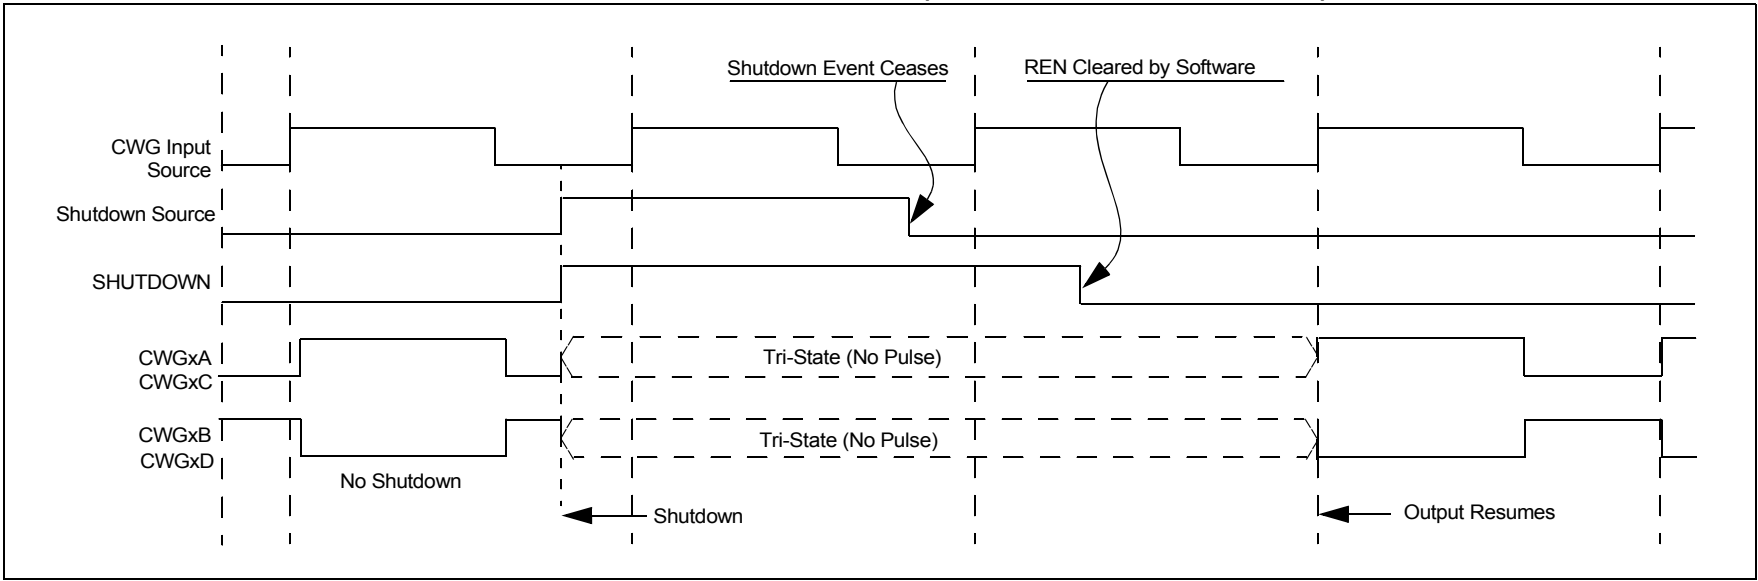 Shutdown Event Ceases
REN Cleared by Software
CWG Input
Source
Shutdown Source
SHUTDOWN
CWGxA
CWGxC
Tri-State (No Pulse)
CWGxB
CWGxD
Tri-State (No Pulse)
No Shutdown
Shutdown
Output Resumes